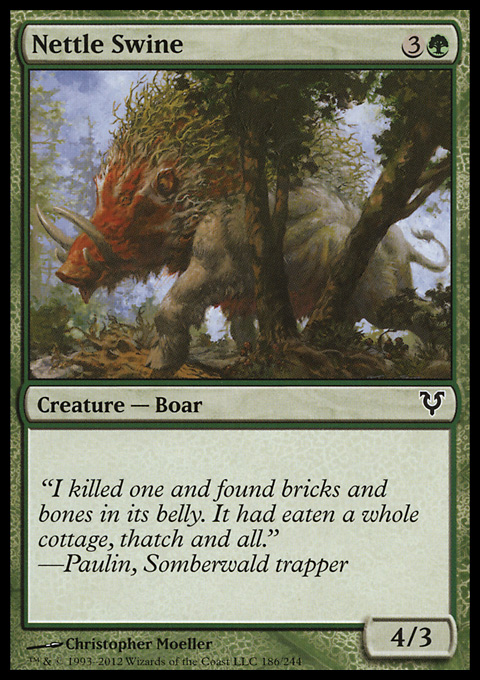 Nettle Swine 3
Creature — Boar
“I killed one and found bricks and
bones in its belly. It had eaten a whole
cottage, thatch and all.”
—Paulin, Somberwald trapper
Christopher Moeller
4/3
™ & © 1993–2012 Wizards of the Coast LLC 186/244